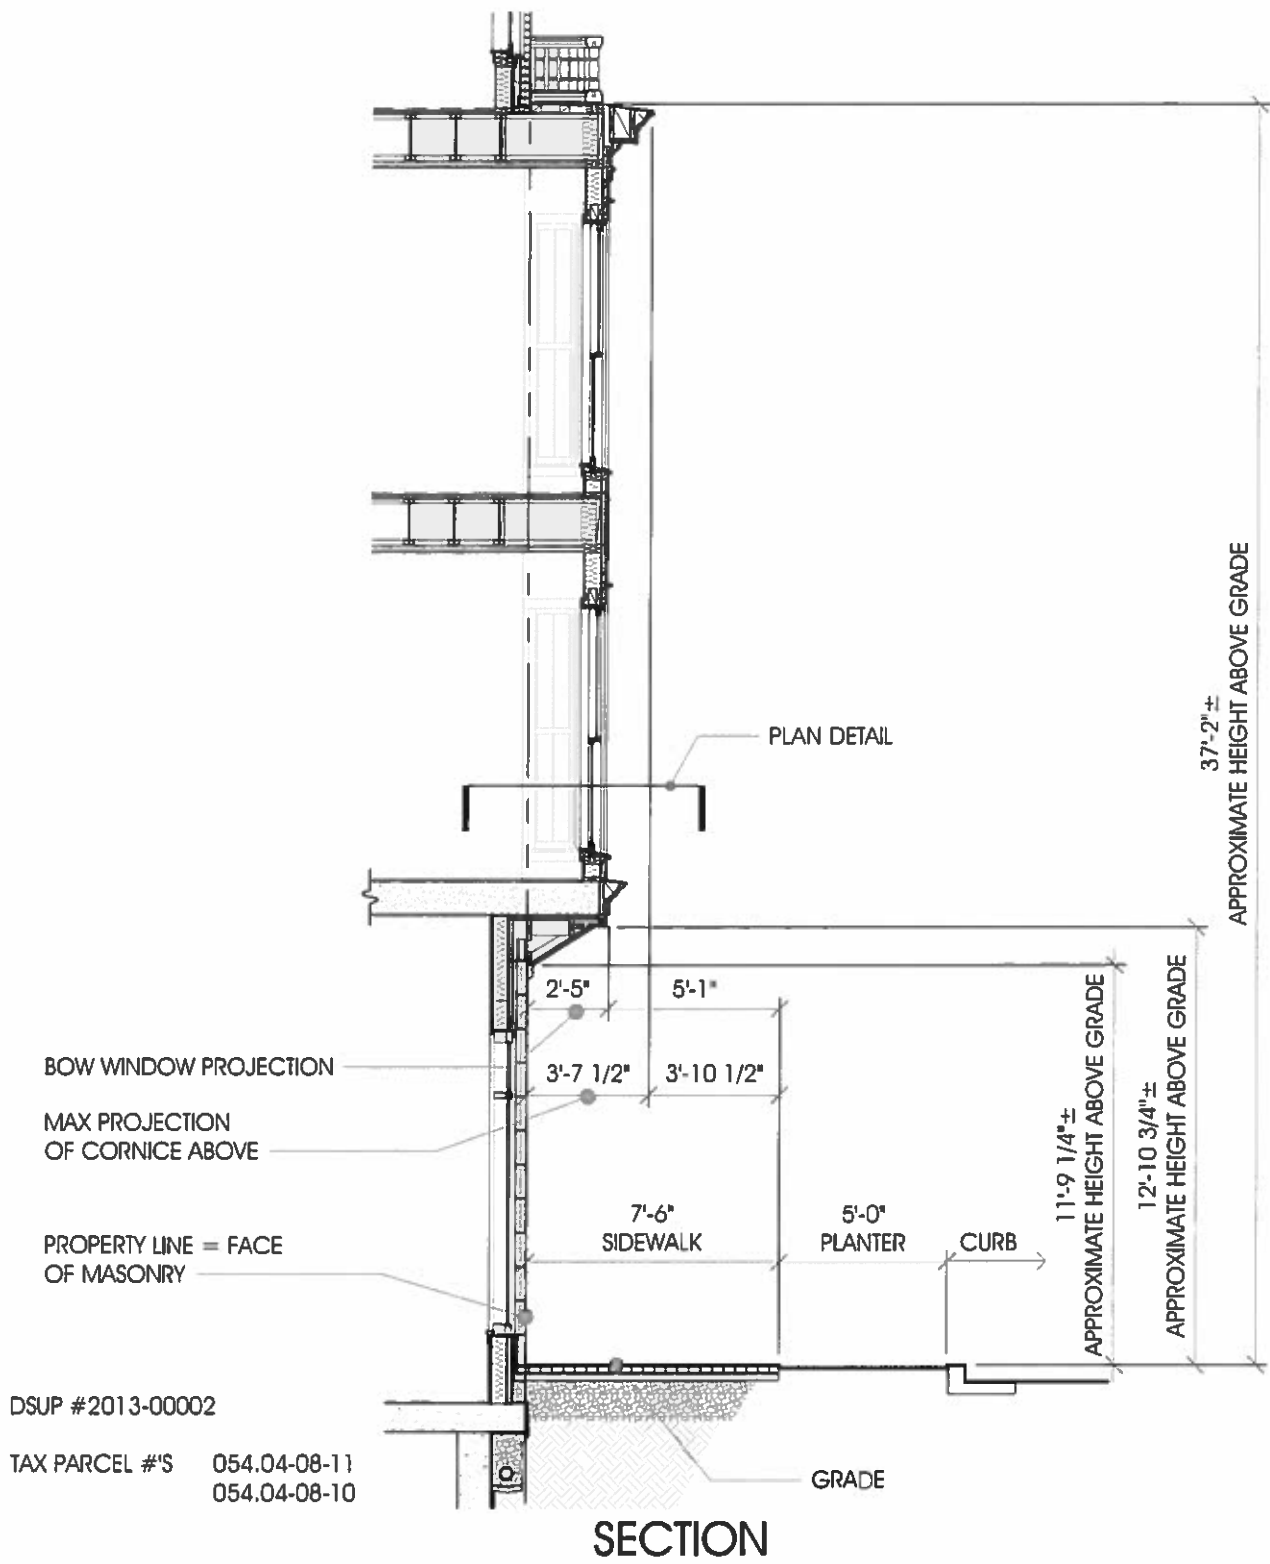 37'-2"±
APPROXIMATE HEIGHT ABOVE GRADE
PLAN DETAIL
2'-5"
5'-1"
BOW WINDOW PROJECTION
3'-7 1/2"
3'-10 1/2"
MAX PROJECTION
OF CORNICE ABOVE
11'-9 1/4"±
APPROXIMATE HEIGHT ABOVE GRADE
12'-10 3/4"±
APPROXIMATE HEIGHT ABOVE GRADE
7'-6"
SIDEWALK
5'-0"
PLANTER
CURB
PROPERTY LINE = FACE
OF MASONRY
DSUP #2013-00002
TAX PARCEL #'S 054.04-08-11
054.04-08-10
GRADE
SECTION